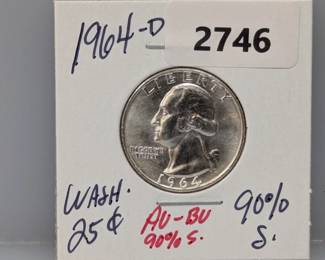 1964-D
2746
LIBERTY
IN GOD WE
TRUST
1964
WASH.
25¢
AU-BU
90% S.
90%
S.